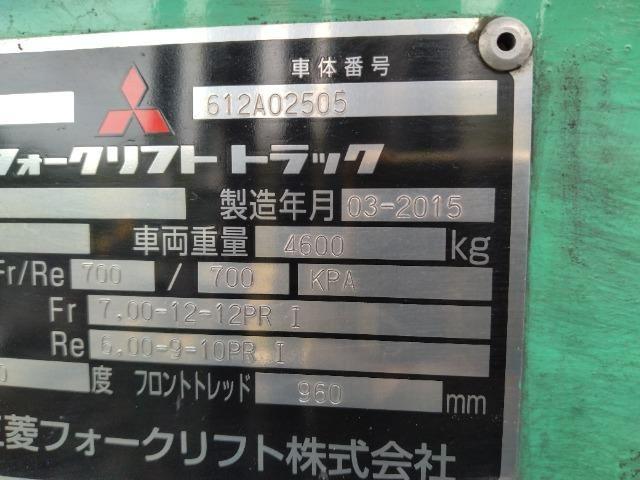 車体番号
612A02505
フォークリフトトラック
製造年月 03-2015
車両重量 4600 kg
Fr/Re 700 / 700 KPA
Fr 7.00-12-12PR I
Re 6.00-9-10PR I
0 度 フロントトレッド 960 mm
三菱フォークリフト株式会社